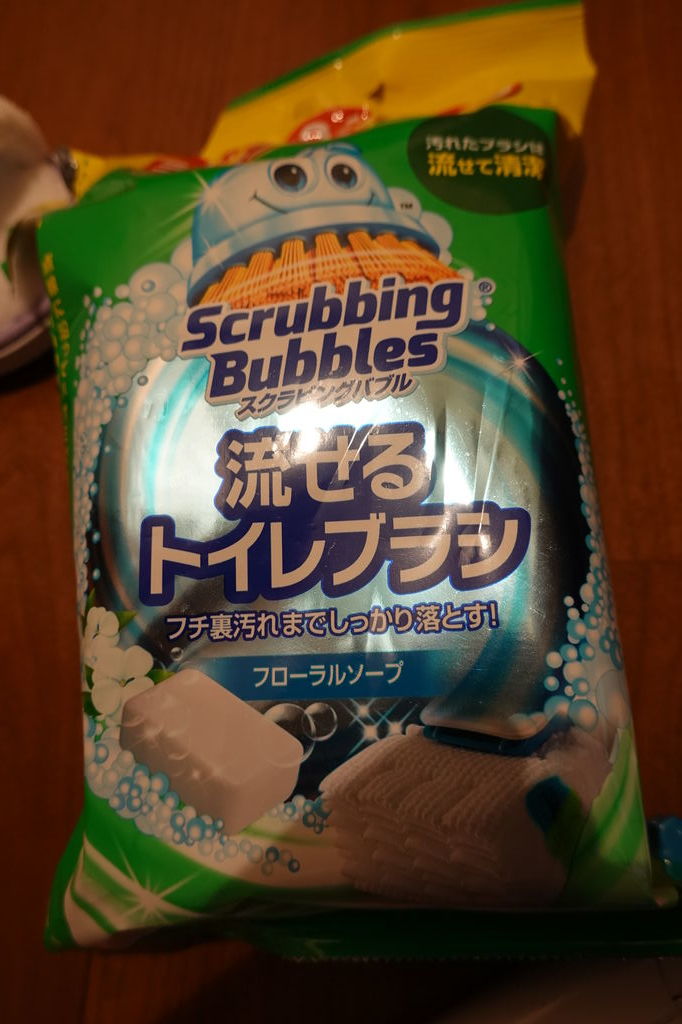 汚れたブラシは
流せて清潔
™
Scrubbing®
Bubbles
スクラビングバブル
流せる
トイレブラシ
フチ裏汚れまでしっかり落とす!
フローラルソープ